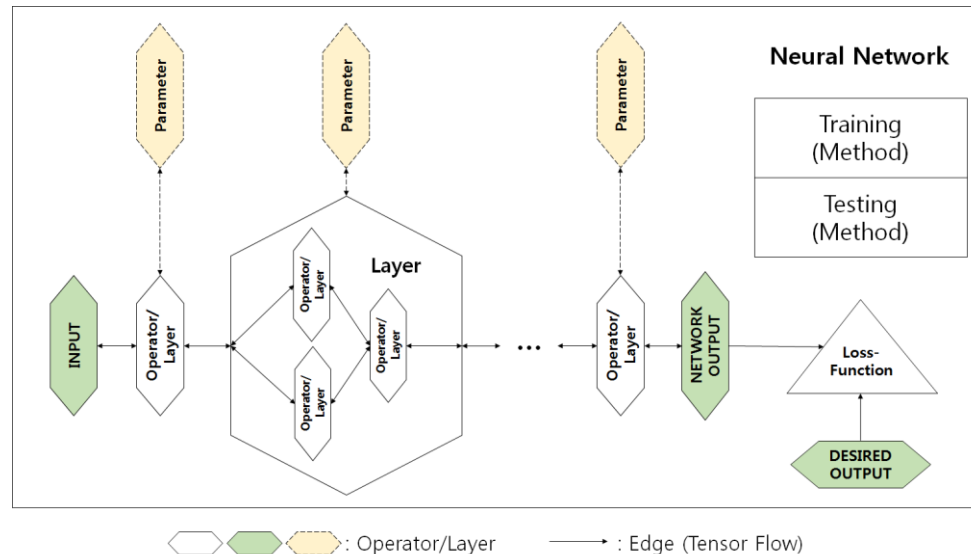 Parameter
Parameter
Parameter
Neural Network
Training
(Method)
Testing
(Method)
Layer
INPUT
Operator/
Layer
Operator/
Layer
Operator/
Layer
Operator/
Layer
...
Operator/
Layer
NETWORK
OUTPUT
Loss-
Function
DESIRED
OUTPUT
: Operator/Layer
: Edge (Tensor Flow)